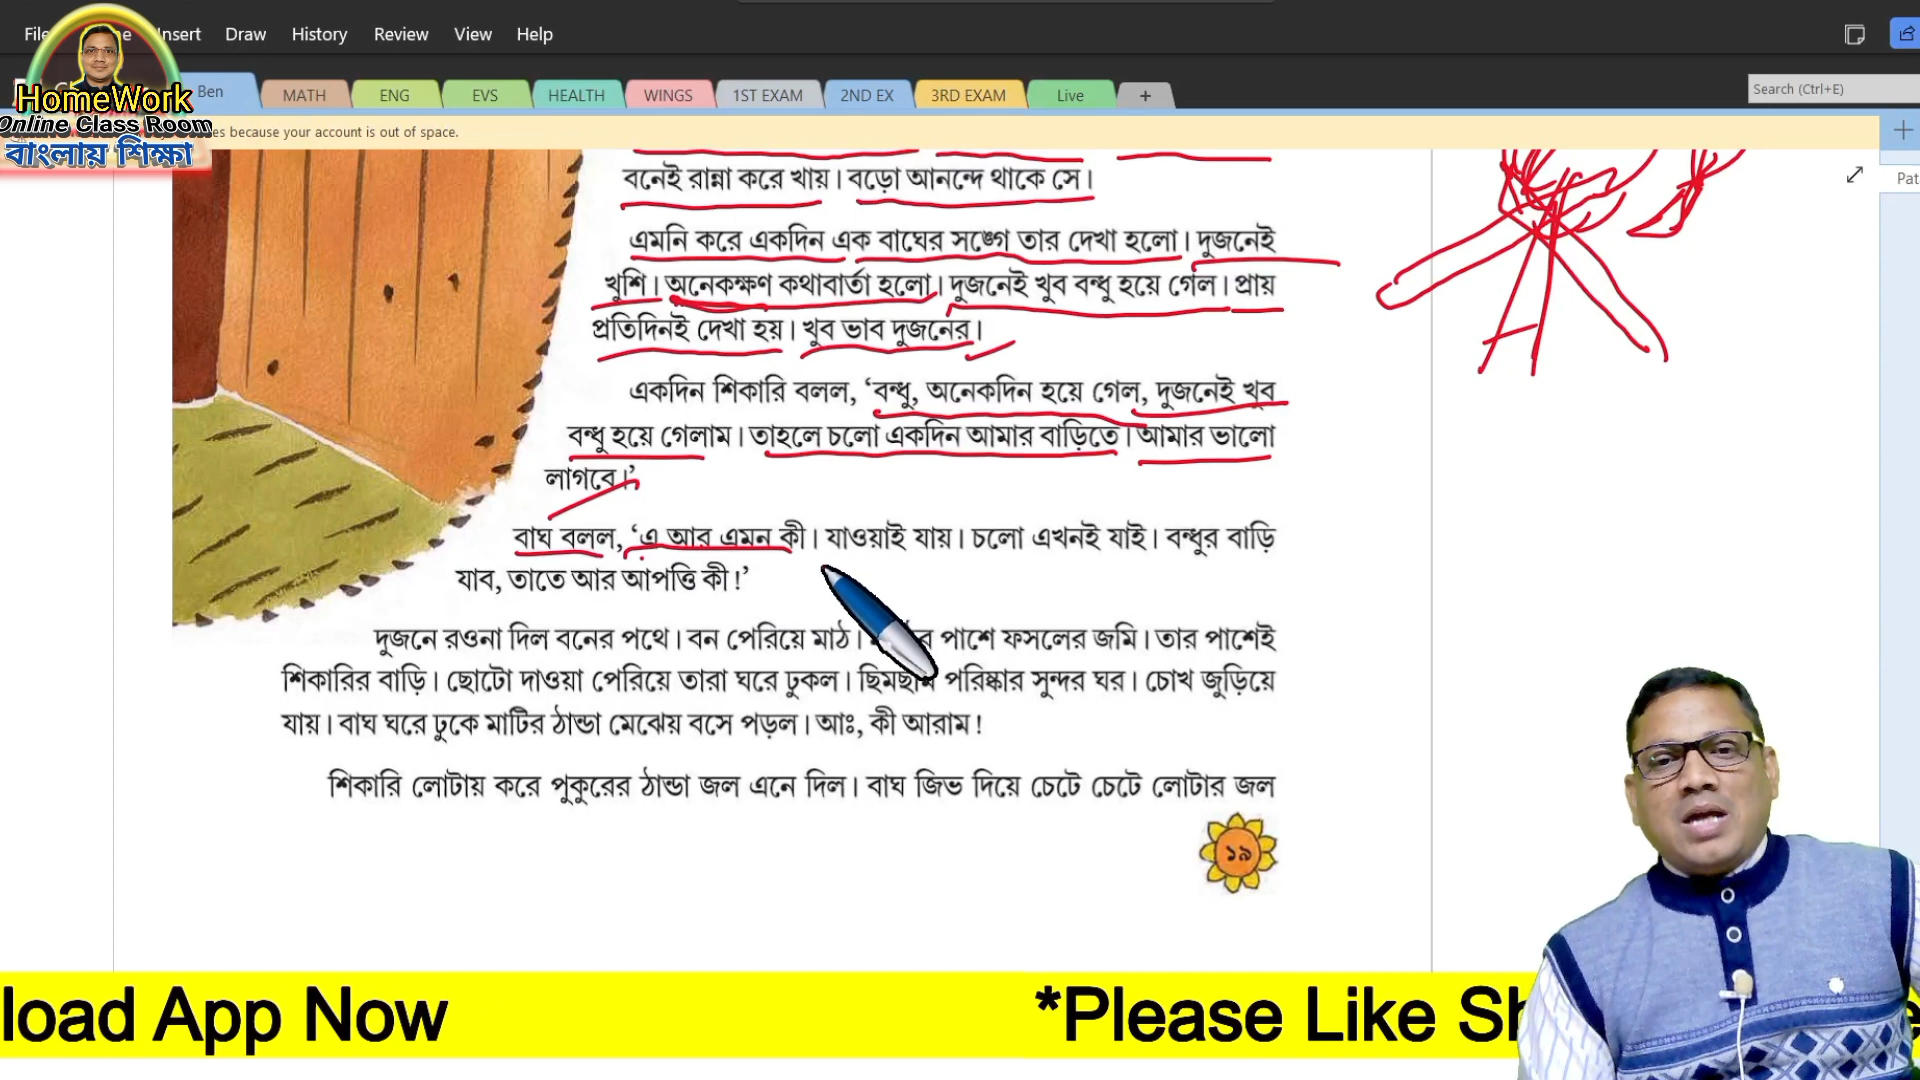 File Home Insert Draw History Review View Help
HomeWork
Online Class Room
বাংলায় শিক্ষা
Ben MATH ENG EVS HEALTH WINGS 1ST EXAM 2ND EX 3RD EXAM Live +
Search (Ctrl+E)
es because your account is out of space.
Pat
বনেই রান্না করে খায়। বড়ো আনন্দে থাকে সে।
এমনি করে একদিন এক বাঘের সঙ্গে তার দেখা হলো। দুজনেই
খুশি। অনেকক্ষণ কথাবার্তা হলো। দুজনেই খুব বন্ধু হয়ে গেল। প্রায়
প্রতিদিনই দেখা হয়। খুব ভাব দুজনের।
একদিন শিকারি বলল, ‘বন্ধু, অনেকদিন হয়ে গেল, দুজনেই খুব
বন্ধু হয়ে গেলাম। তাহলে চলো একদিন আমার বাড়িতে। আমার ভালো
লাগবে।’
বাঘ বলল, ‘এ আর এমন কী। যাওয়াই যায়। চলো এখনই যাই। বন্ধুর বাড়ি
যাব, তাতে আর আপত্তি কী!’
দুজনে রওনা দিল বনের পথে। বন পেরিয়ে মাঠ। পাশে ফসলের জমি। তার পাশেই
শিকারির বাড়ি। ছোটো দাওয়া পেরিয়ে তারা ঘরে ঢুকল। ছিমছাম পরিষ্কার সুন্দর ঘর। চোখ জুড়িয়ে
যায়। বাঘ ঘরে ঢুকে মাটির ঠান্ডা মেঝেয় বসে পড়ল। আঃ, কী আরাম!
শিকারি লোটায় করে পুকুরের ঠান্ডা জল এনে দিল। বাঘ জিভ দিয়ে চেটে চেটে লোটার জল
১৯
load App Now *Please Like Sh